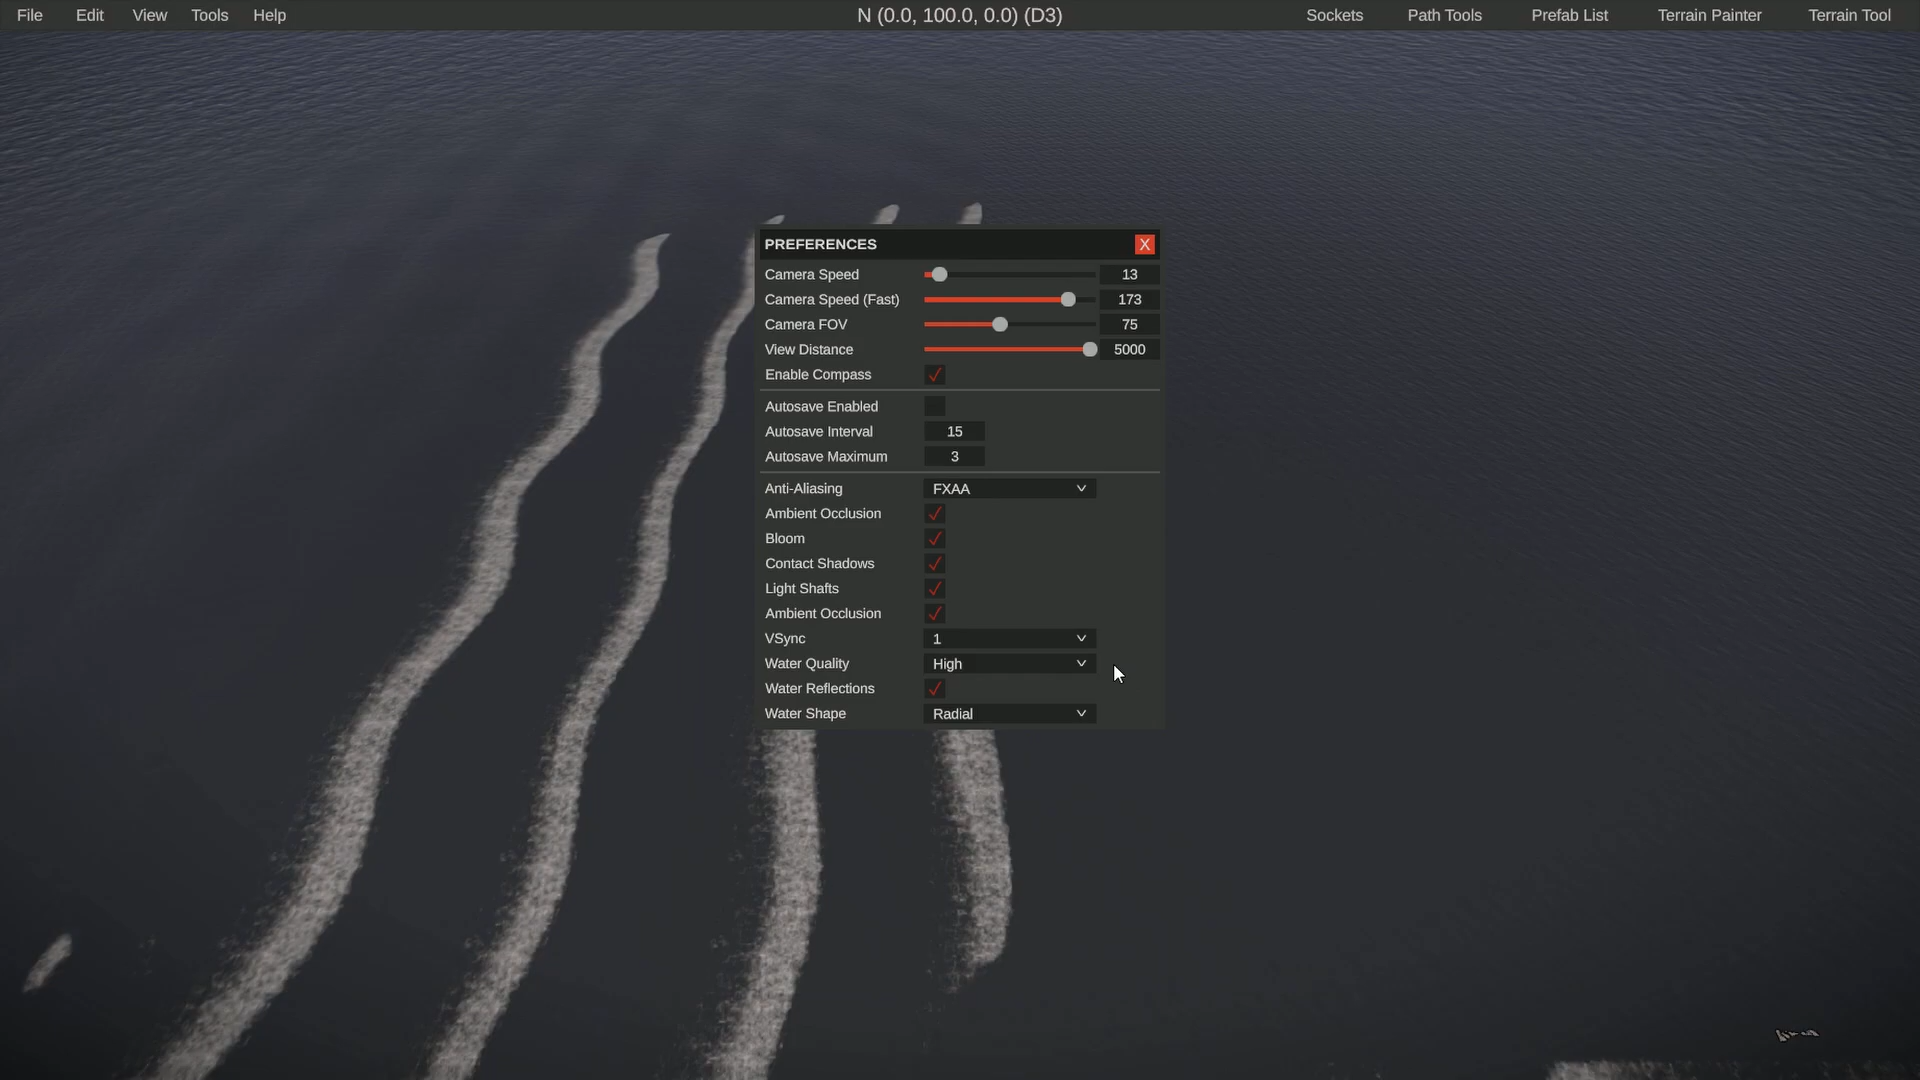 File Edit View Tools Help N (0.0, 100.0, 0.0) (D3) Sockets Path Tools Prefab List Terrain Painter Terrain Tool
PREFERENCES X
Camera Speed 13
Camera Speed (Fast) 173
Camera FOV 75
View Distance 5000
Enable Compass
Autosave Enabled
Autosave Interval 15
Autosave Maximum 3
Anti-Aliasing FXAA
Ambient Occlusion
Bloom
Contact Shadows
Light Shafts
Ambient Occlusion
VSync 1
Water Quality High
Water Reflections
Water Shape Radial